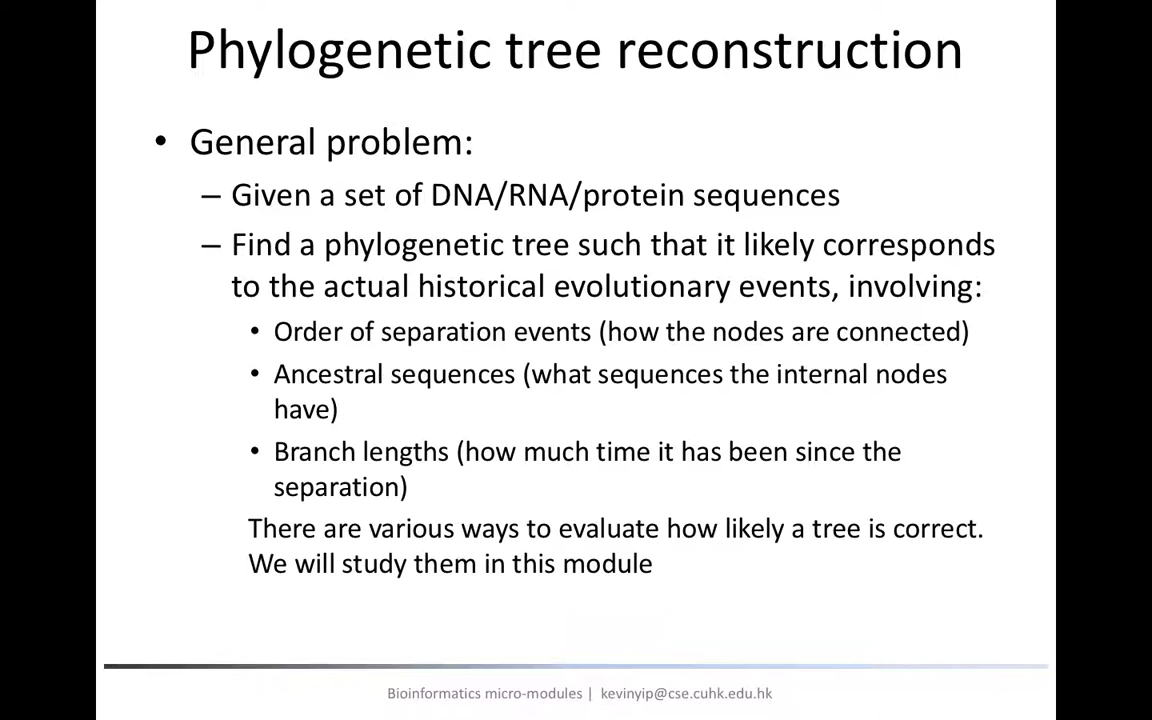 Phylogenetic tree reconstruction
• General problem:
– Given a set of DNA/RNA/protein sequences
– Find a phylogenetic tree such that it likely corresponds
to the actual historical evolutionary events, involving:
• Order of separation events (how the nodes are connected)
• Ancestral sequences (what sequences the internal nodes
have)
• Branch lengths (how much time it has been since the
separation)
There are various ways to evaluate how likely a tree is correct.
We will study them in this module
Bioinformatics micro-modules | kevinyip@cse.cuhk.edu.hk